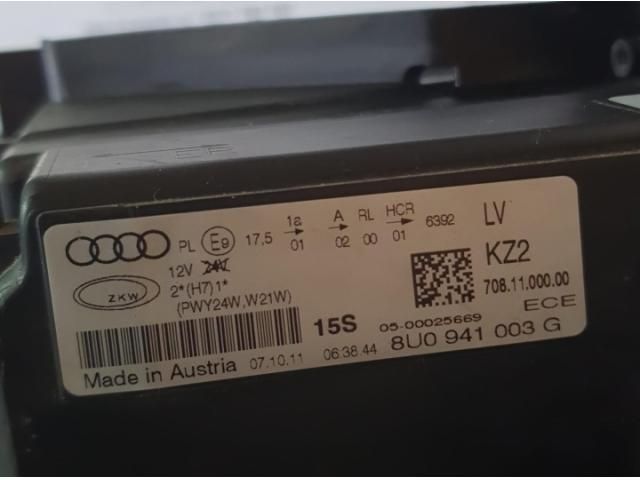 PL E9 17,5 1a 01 A 02 RL 00 HCR 01 6392 LV
12V 24V KZ2
ZKW 2*(H7)1* 708.11.000.00
(PWY24W,W21W) ECE
15S 05-00025669
Made in Austria 07.10.11 06:38.44 8U0 941 003 G